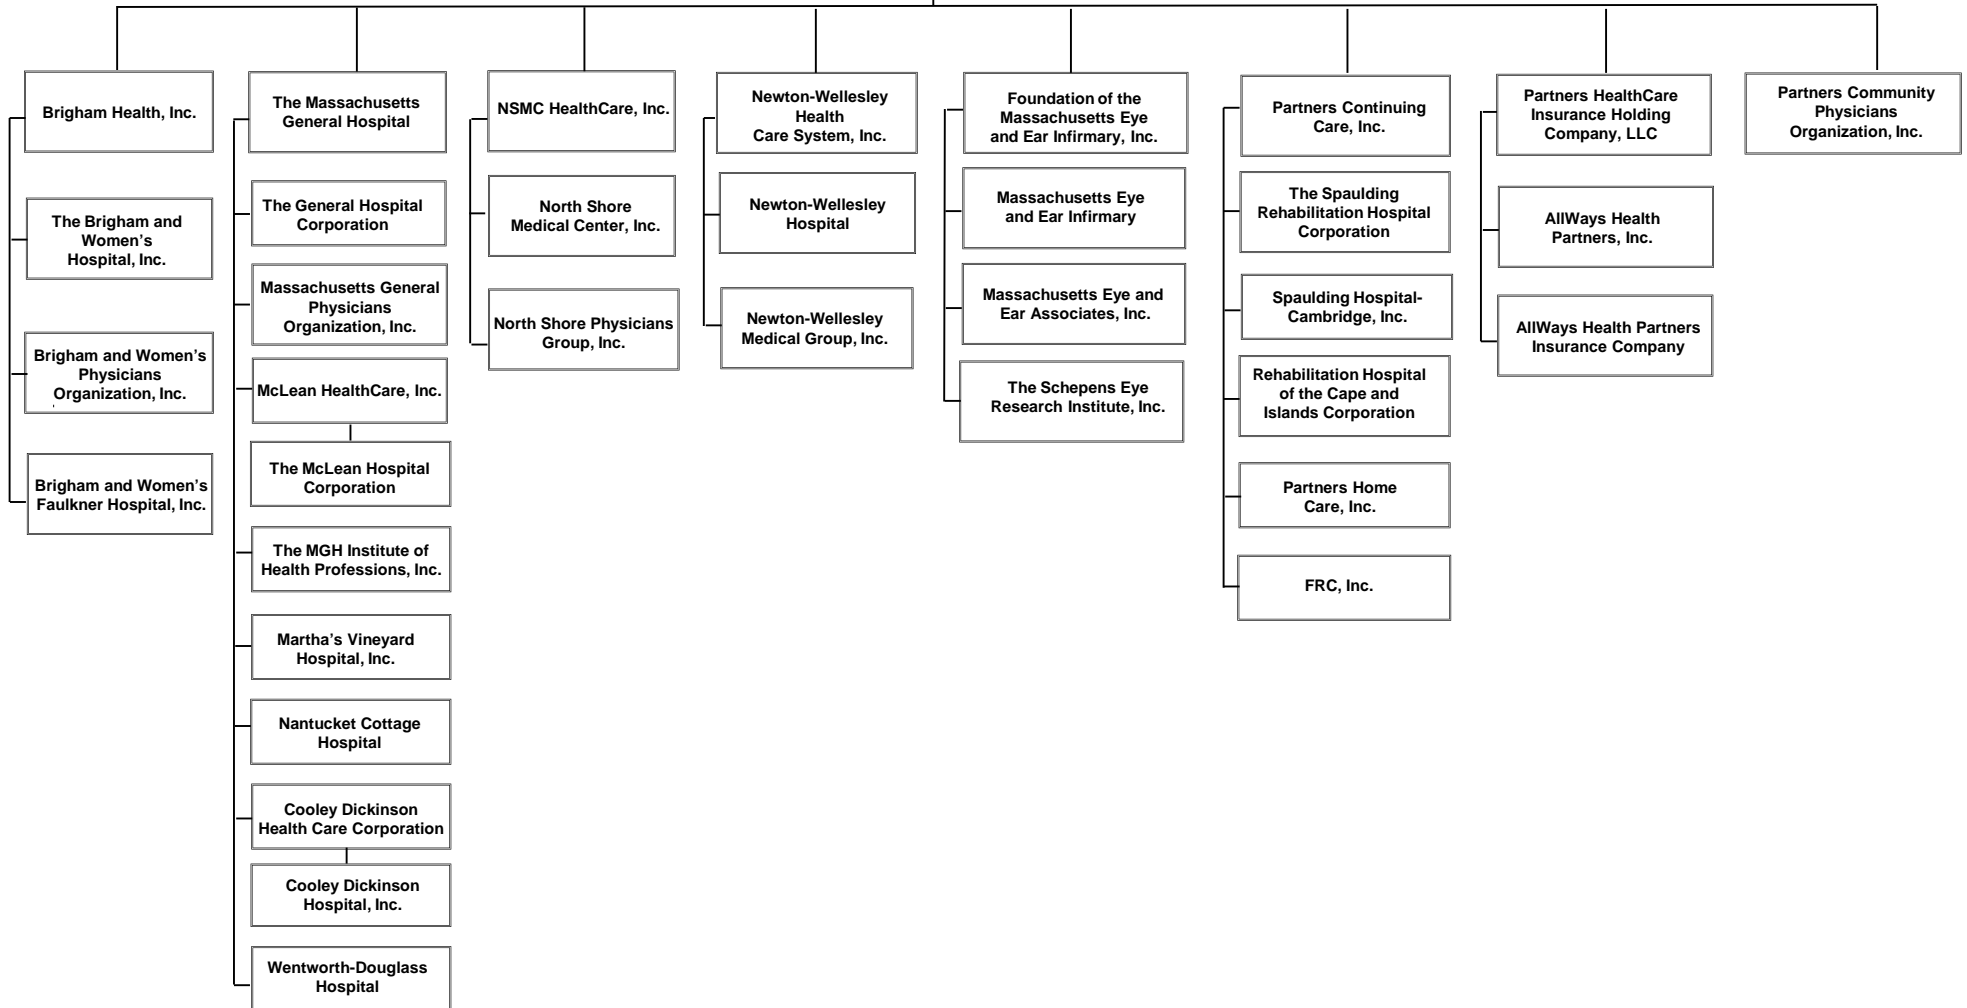 Brigham Health, Inc.
The Brigham and
Women’s
Hospital, Inc.
Brigham and Women’s
Physicians
Organization, Inc.
Brigham and Women’s
Faulkner Hospital, Inc.
The Massachusetts
General Hospital
The General Hospital
Corporation
Massachusetts General
Physicians
Organization, Inc.
McLean HealthCare, Inc.
The McLean Hospital
Corporation
The MGH Institute of
Health Professions, Inc.
Martha’s Vineyard
Hospital, Inc.
Nantucket Cottage
Hospital
Cooley Dickinson
Health Care Corporation
Cooley Dickinson
Hospital, Inc.
Wentworth-Douglass
Hospital
NSMC HealthCare, Inc.
North Shore
Medical Center, Inc.
North Shore Physicians
Group, Inc.
Newton-Wellesley
Health
Care System, Inc.
Newton-Wellesley
Hospital
Newton-Wellesley
Medical Group, Inc.
Foundation of the
Massachusetts Eye
and Ear Infirmary, Inc.
Massachusetts Eye
and Ear Infirmary
Massachusetts Eye and
Ear Associates, Inc.
The Schepens Eye
Research Institute, Inc.
Partners Continuing
Care, Inc.
The Spaulding
Rehabilitation Hospital
Corporation
Spaulding Hospital-
Cambridge, Inc.
Rehabilitation Hospital
of the Cape and
Islands Corporation
Partners Home
Care, Inc.
FRC, Inc.
Partners HealthCare
Insurance Holding
Company, LLC
AllWays Health
Partners, Inc.
AllWays Health Partners
Insurance Company
Partners Community
Physicians
Organization, Inc.